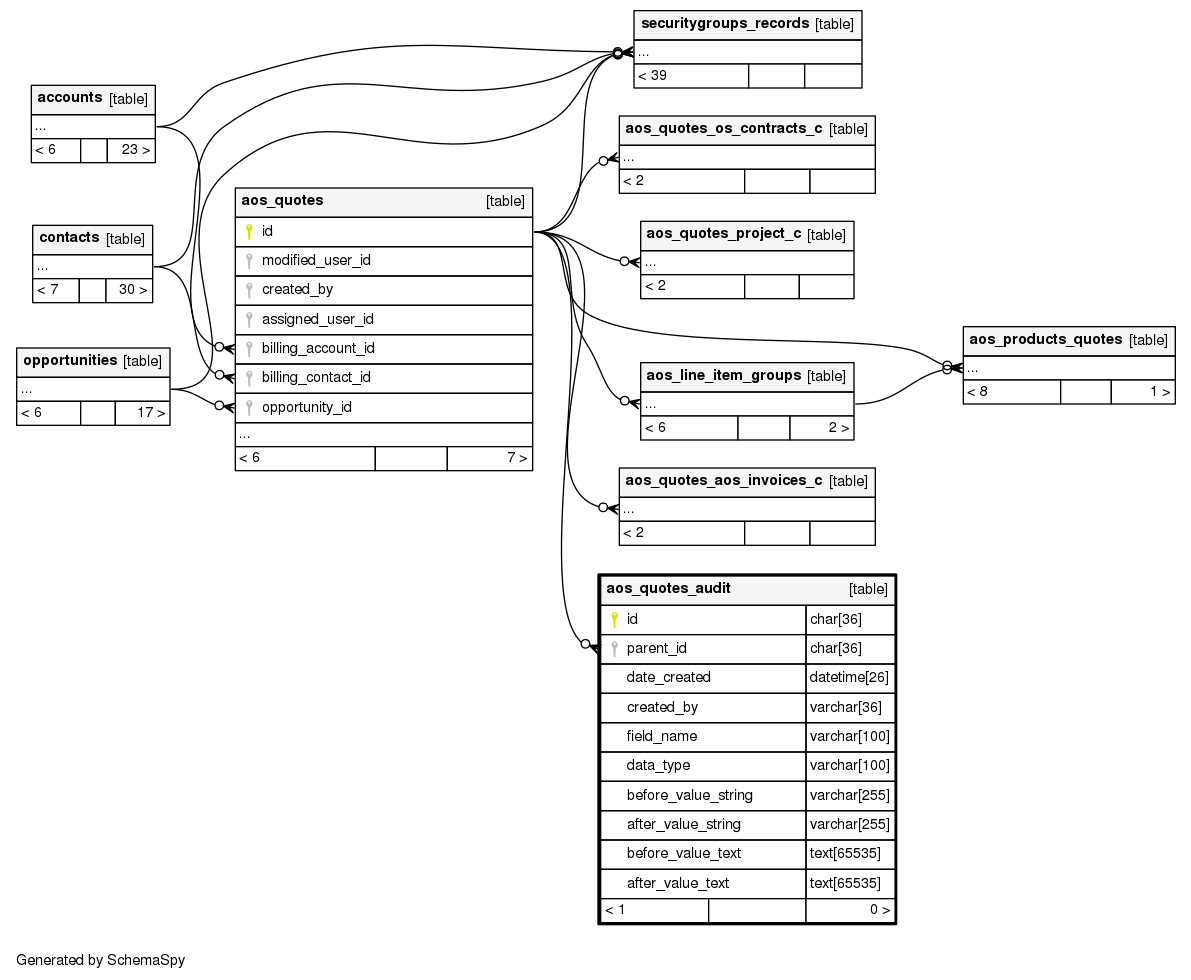 securitygroups_records [table]
...
< 39
accounts [table]
...
< 6 23 >
aos_quotes_os_contracts_c [table]
...
< 2
aos_quotes [table]
id
modified_user_id
created_by
assigned_user_id
billing_account_id
billing_contact_id
opportunity_id
...
< 6 7 >
contacts [table]
...
< 7 30 >
aos_quotes_project_c [table]
...
< 2
opportunities [table]
...
< 6 17 >
aos_products_quotes [table]
...
< 8 1 >
aos_line_item_groups [table]
...
< 6 2 >
aos_quotes_aos_invoices_c [table]
...
< 2
aos_quotes_audit [table]
id char[36]
parent_id char[36]
date_created datetime[26]
created_by varchar[36]
field_name varchar[100]
data_type varchar[100]
before_value_string varchar[255]
after_value_string varchar[255]
before_value_text text[65535]
after_value_text text[65535]
< 1 0 >
Generated by SchemaSpy